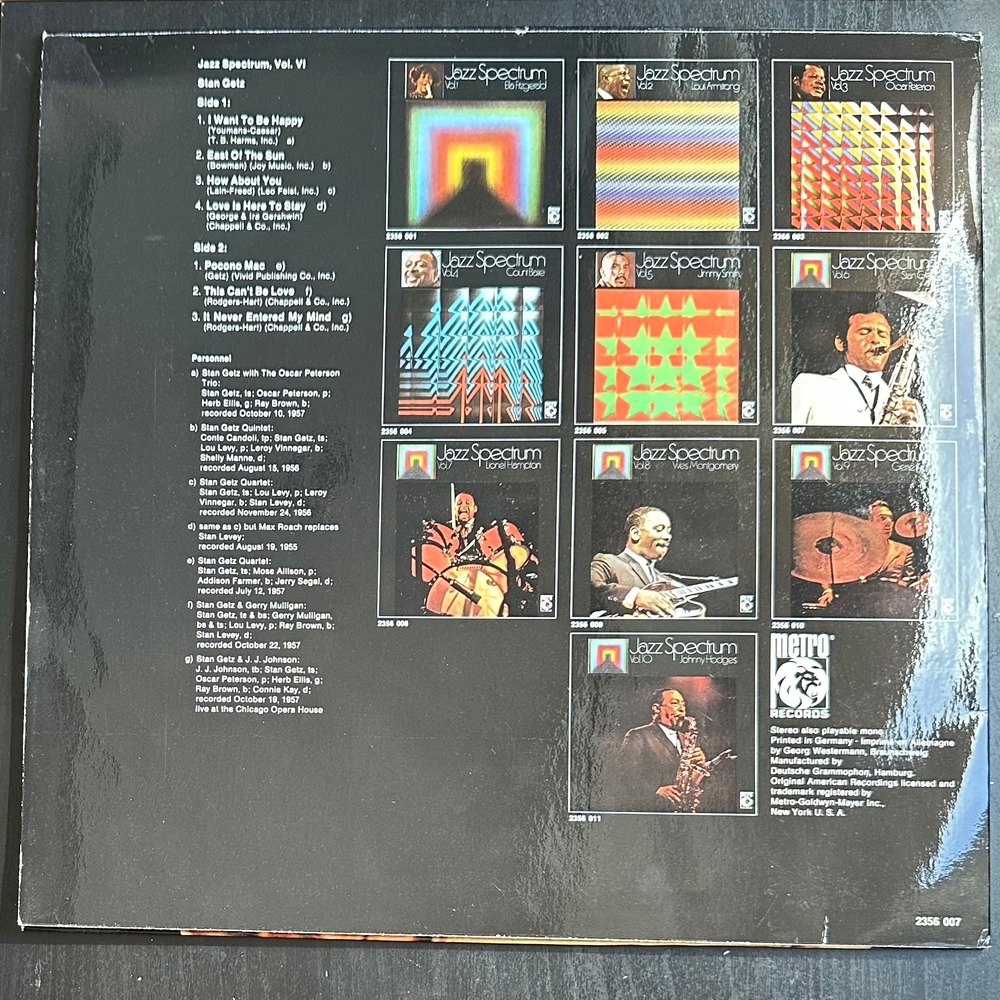 Jazz Spectrum, Vol. VI
Stan Getz
Side 1:
1. I Want To Be Happy
(Youmans-Caesar)
(T. B. Harms, Inc.) a)
2. East Of The Sun
(Bowman) (Joy Music, Inc.) b)
3. How About You
(Lain-Freed) (Leo Feist, Inc.) c)
4. Love Is Here To Stay d)
(George & Ira Gershwin)
(Chappell & Co., Inc.)
Side 2:
1. Pocono Mac e)
(Getz) (Vivid Publishing Co., Inc.)
2. This Can't Be Love f)
(Rodgers-Hart) (Chappell & Co., Inc.)
3. It Never Entered My Mind g)
(Rodgers-Hart) (Chappell & Co., Inc.)
Personnel
a) Stan Getz with The Oscar Peterson
Trio:
Stan Getz, ts; Oscar Peterson, p;
Herb Ellis, g; Ray Brown, b;
recorded October 10, 1957
b) Stan Getz Quintet:
Conte Candoli, tp; Stan Getz, ts;
Lou Levy, p; Leroy Vinnegar, b;
Shelly Manne, d;
recorded August 15, 1956
c) Stan Getz Quartet:
Stan Getz, ts; Lou Levy, p; Leroy
Vinnegar, b; Stan Levey, d;
recorded November 24, 1956
d) same as c) but Max Roach replaces
Stan Levey;
recorded August 19, 1955
e) Stan Getz Quartet:
Stan Getz, ts; Mose Allison, p;
Addison Farmer, b; Jerry Segal, d;
recorded July 12, 1957
f) Stan Getz & Gerry Mulligan:
Stan Getz, ts & bs; Gerry Mulligan,
bs & ts; Lou Levy, p; Ray Brown, b;
Stan Levey, d;
recorded October 22, 1957
g) Stan Getz & J. J. Johnson:
J. J. Johnson, tb; Stan Getz, ts;
Oscar Peterson, p; Herb Ellis, g;
Ray Brown, b; Connie Kay, d;
recorded October 19, 1957
live at the Chicago Opera House
Jazz Spectrum
Vol.1 Ella Fitzgerald
2356 001
Jazz Spectrum
Vol.2 Louis Armstrong
2356 002
Jazz Spectrum
Vol.3 Oscar Peterson
2356 003
Jazz Spectrum
Vol.4 Count Basie
2356 004
Jazz Spectrum
Vol.5 Jimmy Smith
2356 005
Jazz Spectrum
Vol.6 Stan
2356 007
Jazz Spectrum
Vol.7 Lionel Hampton
2356 008
Jazz Spectrum
Vol.8 Wes Montgomery
2356 009
Jazz Spectrum
Vol.9 Gene
2356 010
Jazz Spectrum
Vol.10 Johnny Hodges
2356 011
METRO®
RECORDS
Stereo also playable mono
Printed in Germany - Imprimé en Allemagne
by Georg Westermann, Braunschweig
Manufactured by
Deutsche Grammophon, Hamburg.
Original American Recordings licensed and
trademark registered by
Metro-Goldwyn-Mayer Inc.,
New York U. S. A.
2356 007